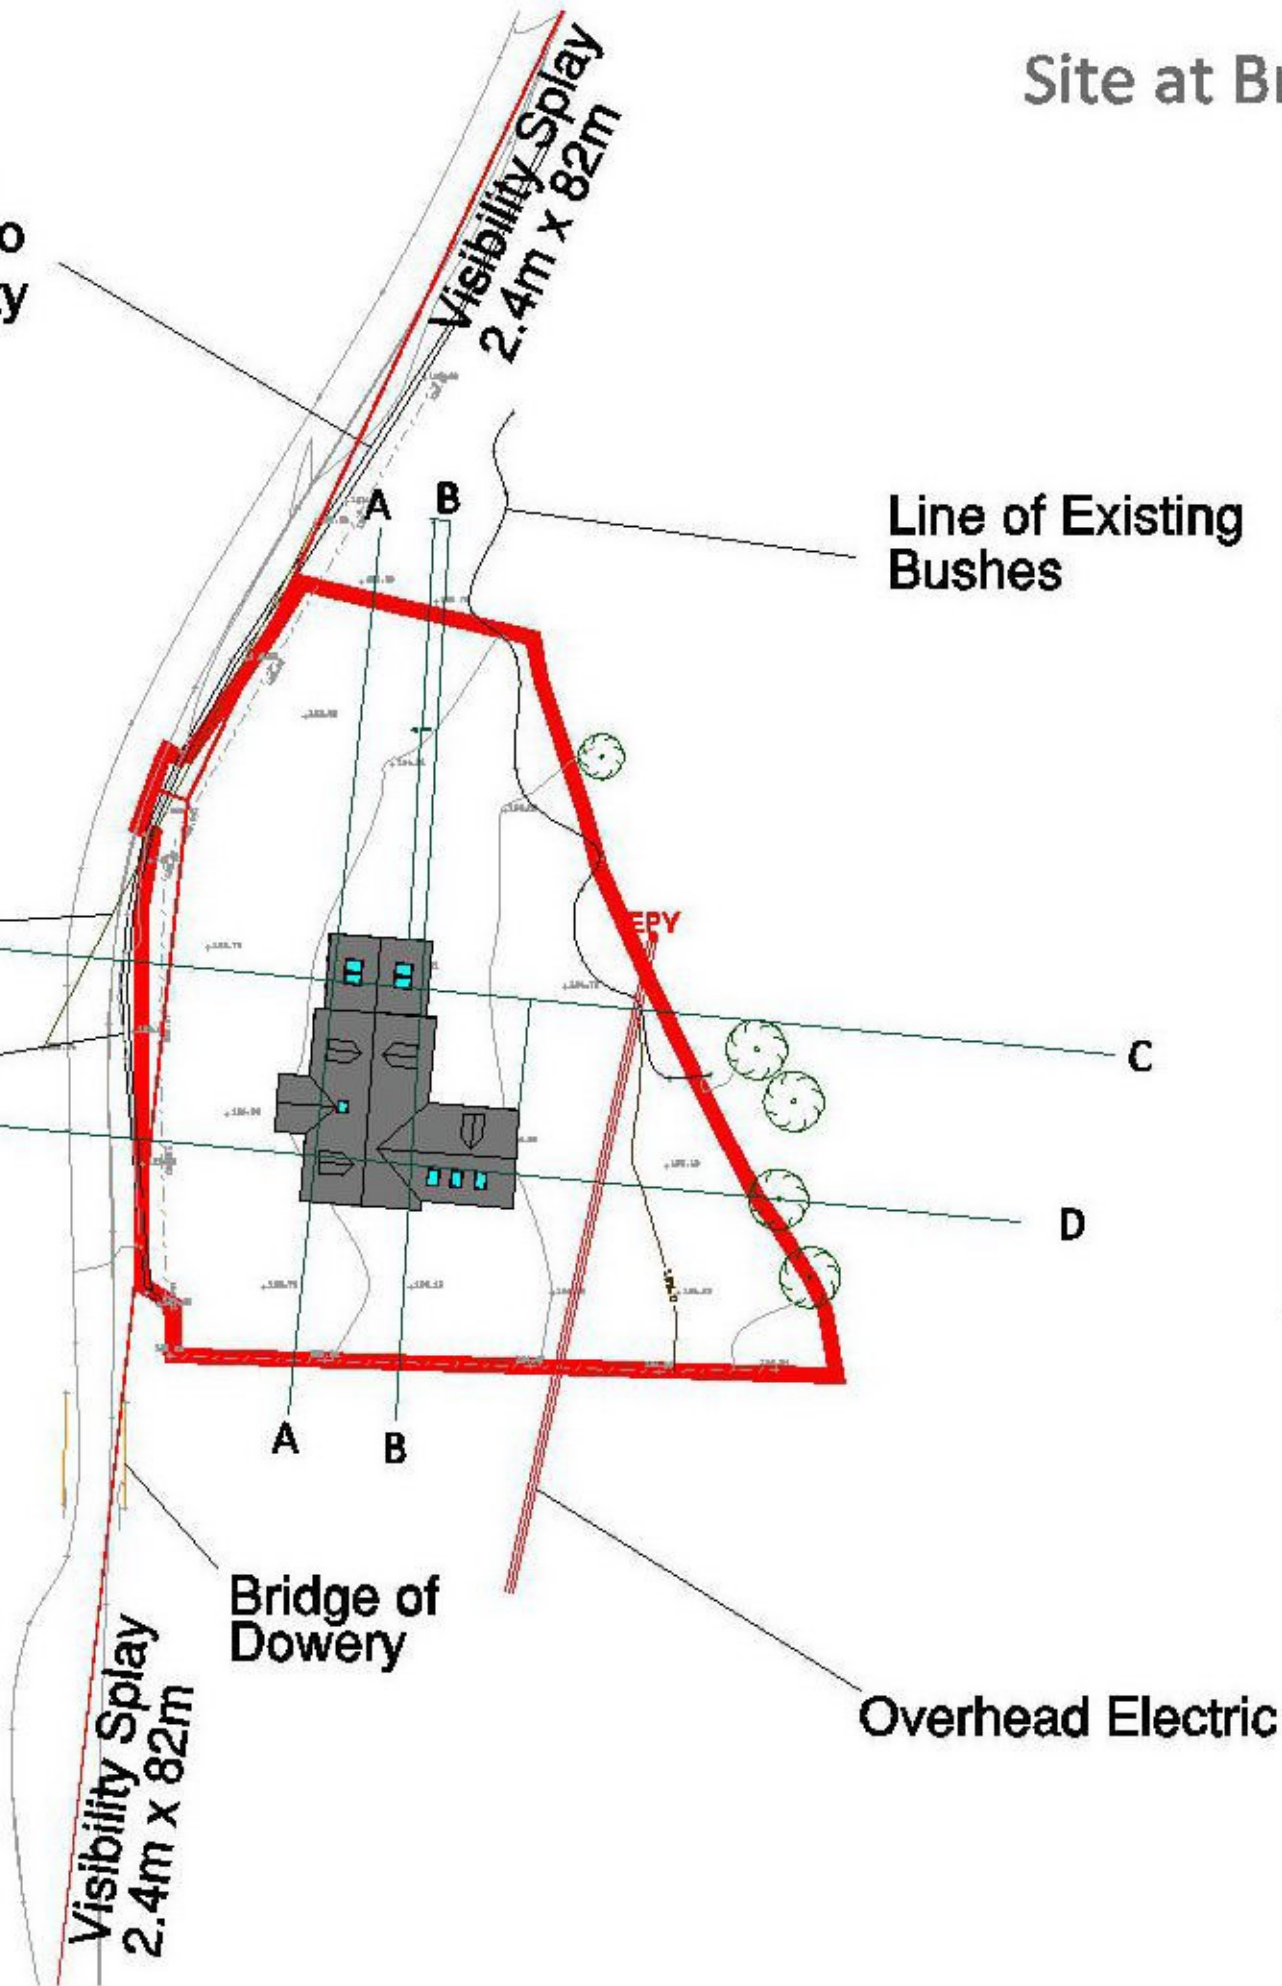 Site at
Visibility Splay
2.4m x 82m
A
B
Line of Existing
Bushes
EPY
C
D
A
B
Bridge of
Dowery
Overhead Electric
Visibility Splay
2.4m x 82m